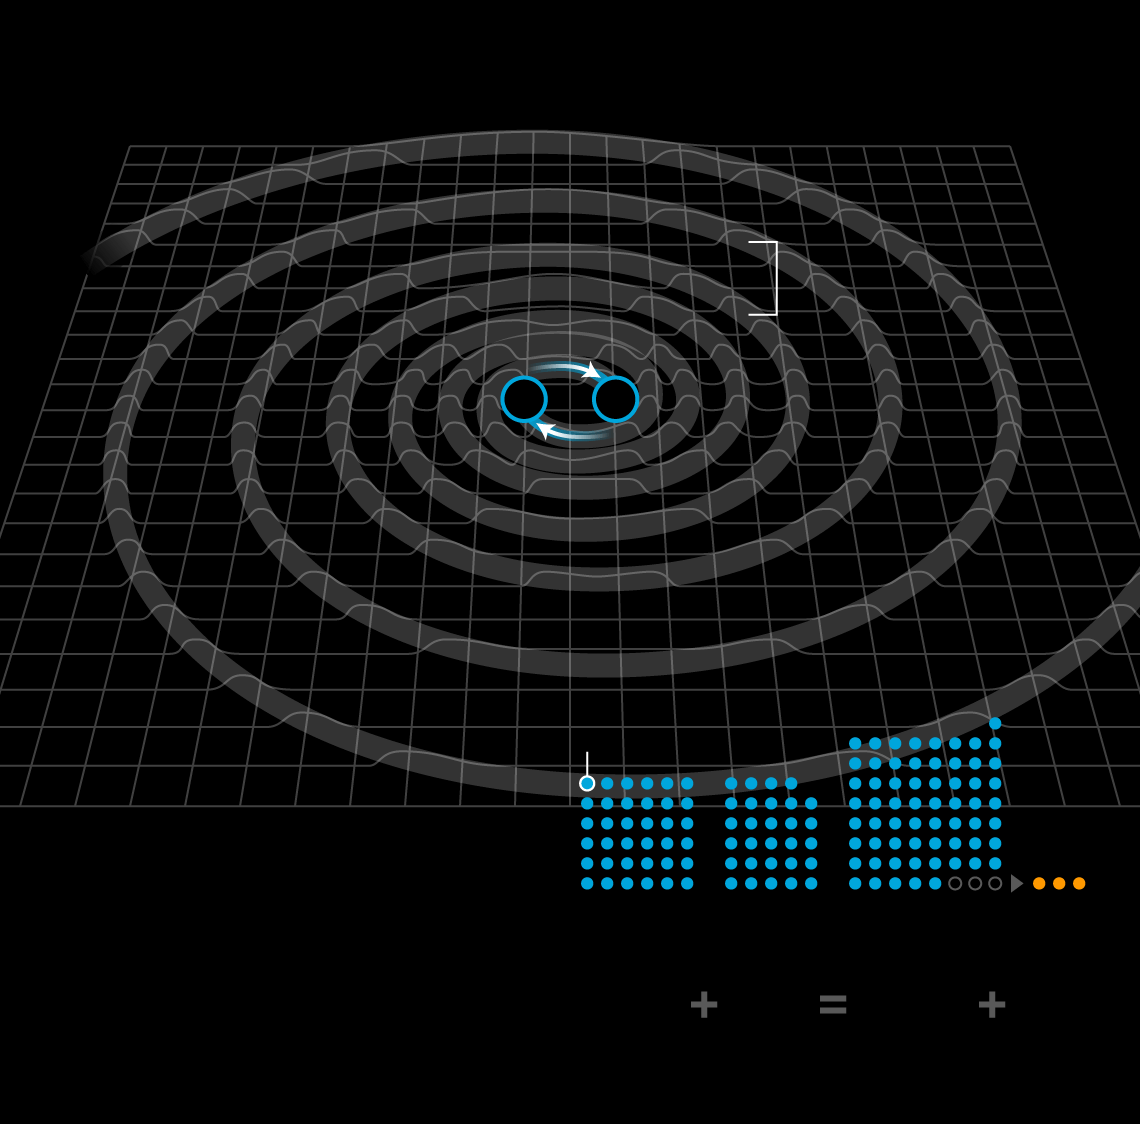 + = +